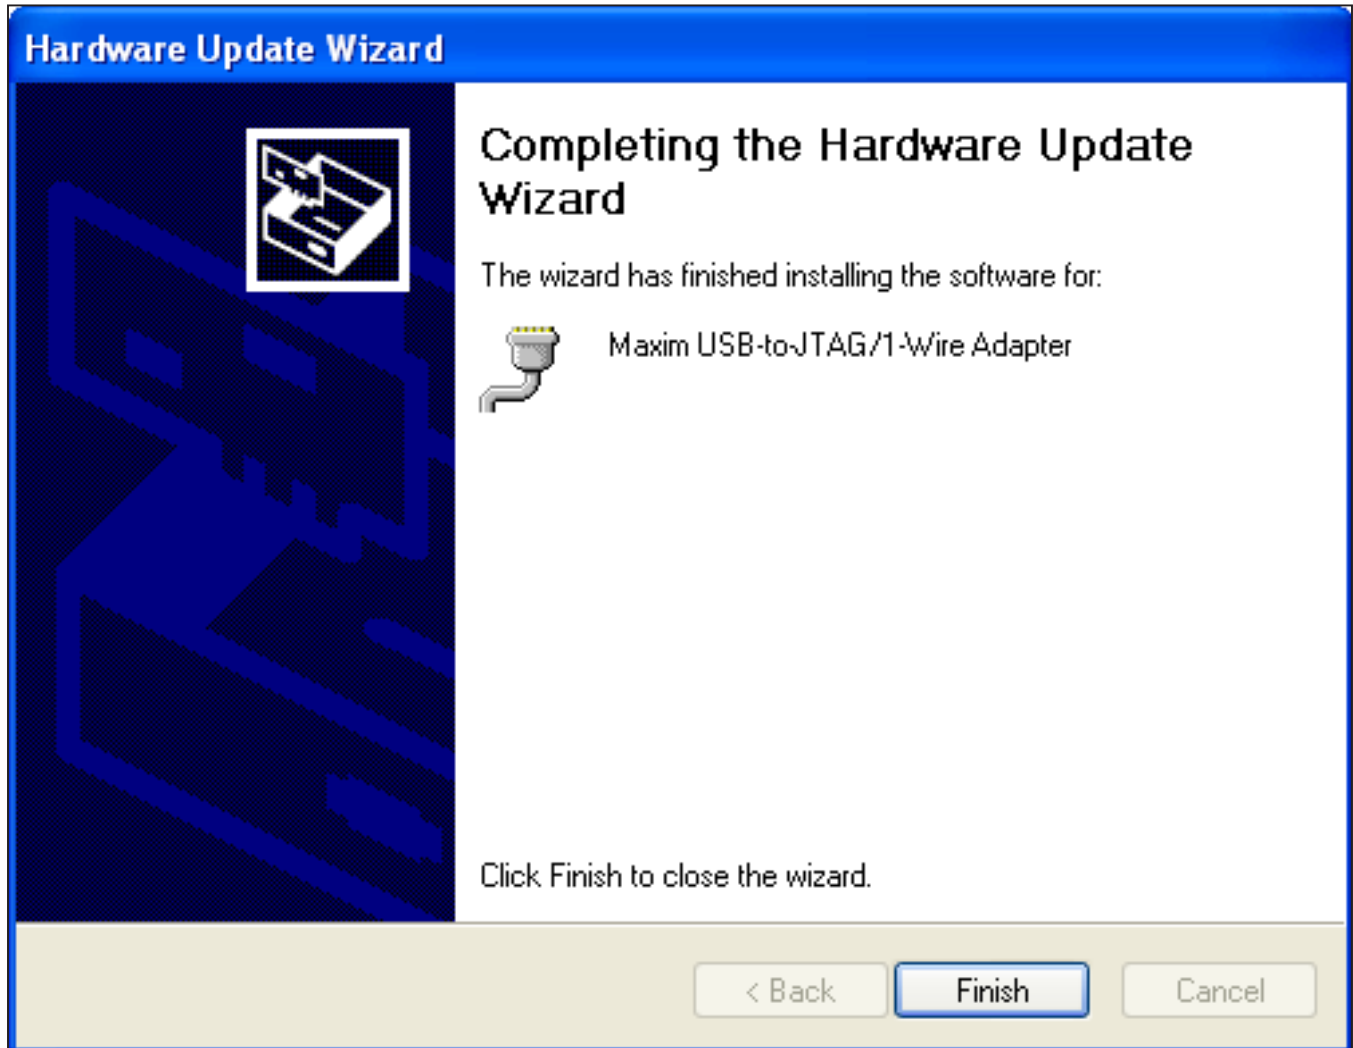 Hardware Update Wizard
Completing the Hardware Update
Wizard
The wizard has finished installing the software for:
Maxim USB-to-JTAG/1-Wire Adapter
Click Finish to close the wizard.
< Back
Finish
Cancel